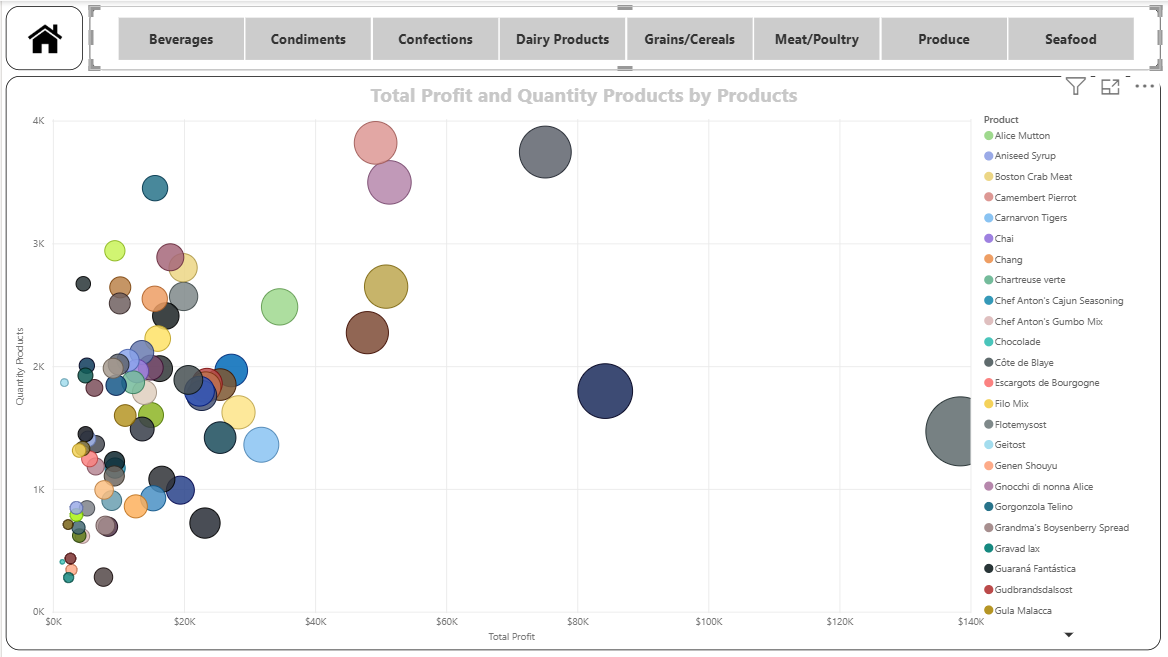 Beverages Condiments Confections Dairy Products Grains/Cereals Meat/Poultry Produce Seafood
Total Profit and Quantity Products by Products
4K
3K
2K
1K
0K
Quantity Products
$0K $20K $40K $60K $80K $100K $120K $140K
Total Profit
Product
Alice Mutton
Aniseed Syrup
Boston Crab Meat
Camembert Pierrot
Carnarvon Tigers
Chai
Chang
Chartreuse verte
Chef Anton's Cajun Seasoning
Chef Anton's Gumbo Mix
Chocolade
Côte de Blaye
Escargots de Bourgogne
Filo Mix
Flotemysost
Geitost
Genen Shouyu
Gnocchi di nonna Alice
Gorgonzola Telino
Grandma's Boysenberry Spread
Gravad lax
Guaraná Fantástica
Gudbrandsdalsost
Gula Malacca